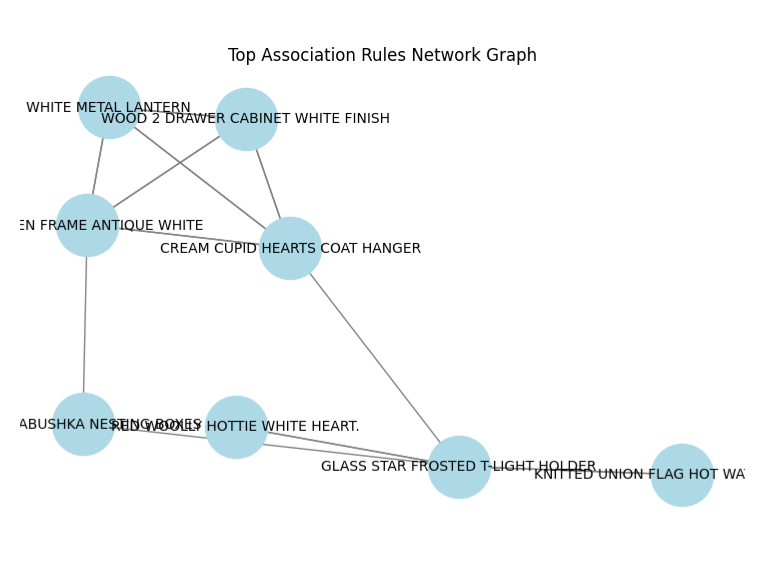 Top Association Rules Network Graph
WHITE METAL LANTERN
WOOD 2 DRAWER CABINET WHITE FINISH
EN FRAME ANTIQUE WHITE
CREAM CUPID HEARTS COAT HANGER
ABUSHKA NESTING BOXES
RED WOOLLY HOTTIE WHITE HEART.
GLASS STAR FROSTED T-LIGHT HOLDER
KNITTED UNION FLAG HOT WA